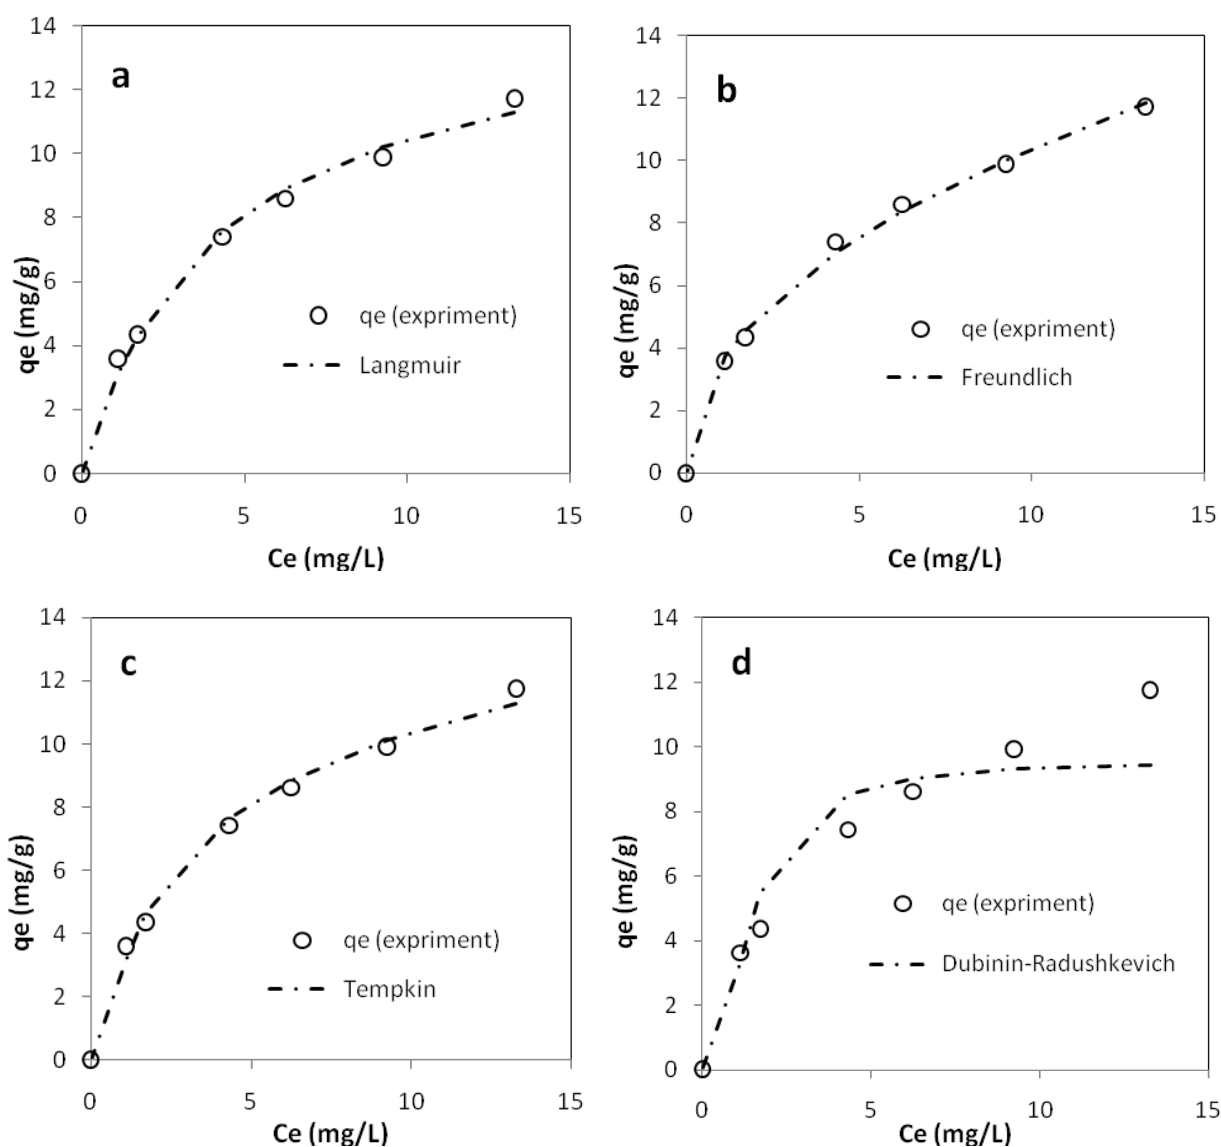 a
14
12
10
8
6
4
2
0
qe (mg/g)
qe (expriment)
Langmuir
0 5 10 15
Ce (mg/L)
b
14
12
10
8
6
4
2
0
qe (mg/g)
qe (expriment)
Freundlich
0 5 10 15
Ce (mg/L)
c
14
12
10
8
6
4
2
0
qe (mg/g)
qe (expriment)
Tempkin
0 5 10 15
Ce (mg/L)
d
14
12
10
8
6
4
2
0
qe (mg/g)
qe (expriment)
Dubinin-Radushkevich
0 5 10 15
Ce (mg/L)